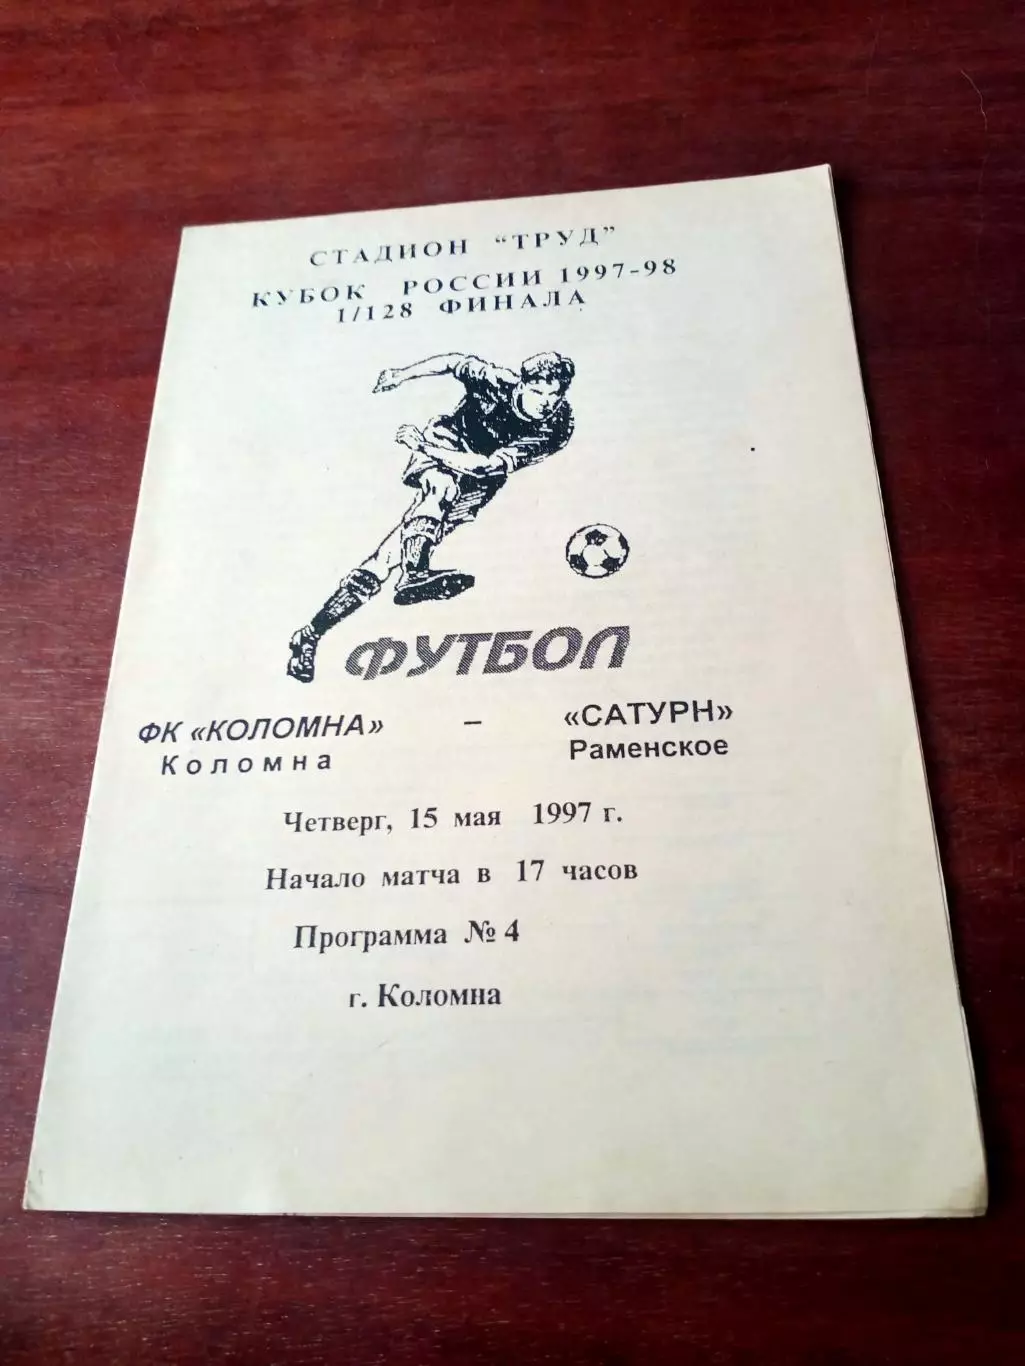 СТАДИОН "ТРУД"
КУБОК РОССИИ 1997-98
1/128 ФИНАЛА
ФУТБОЛ
ФК «КОЛОМНА» – «САТУРН»
Коломна Раменское
Четверг, 15 мая 1997 г.
Начало матча в 17 часов
Программа № 4
г. Коломна